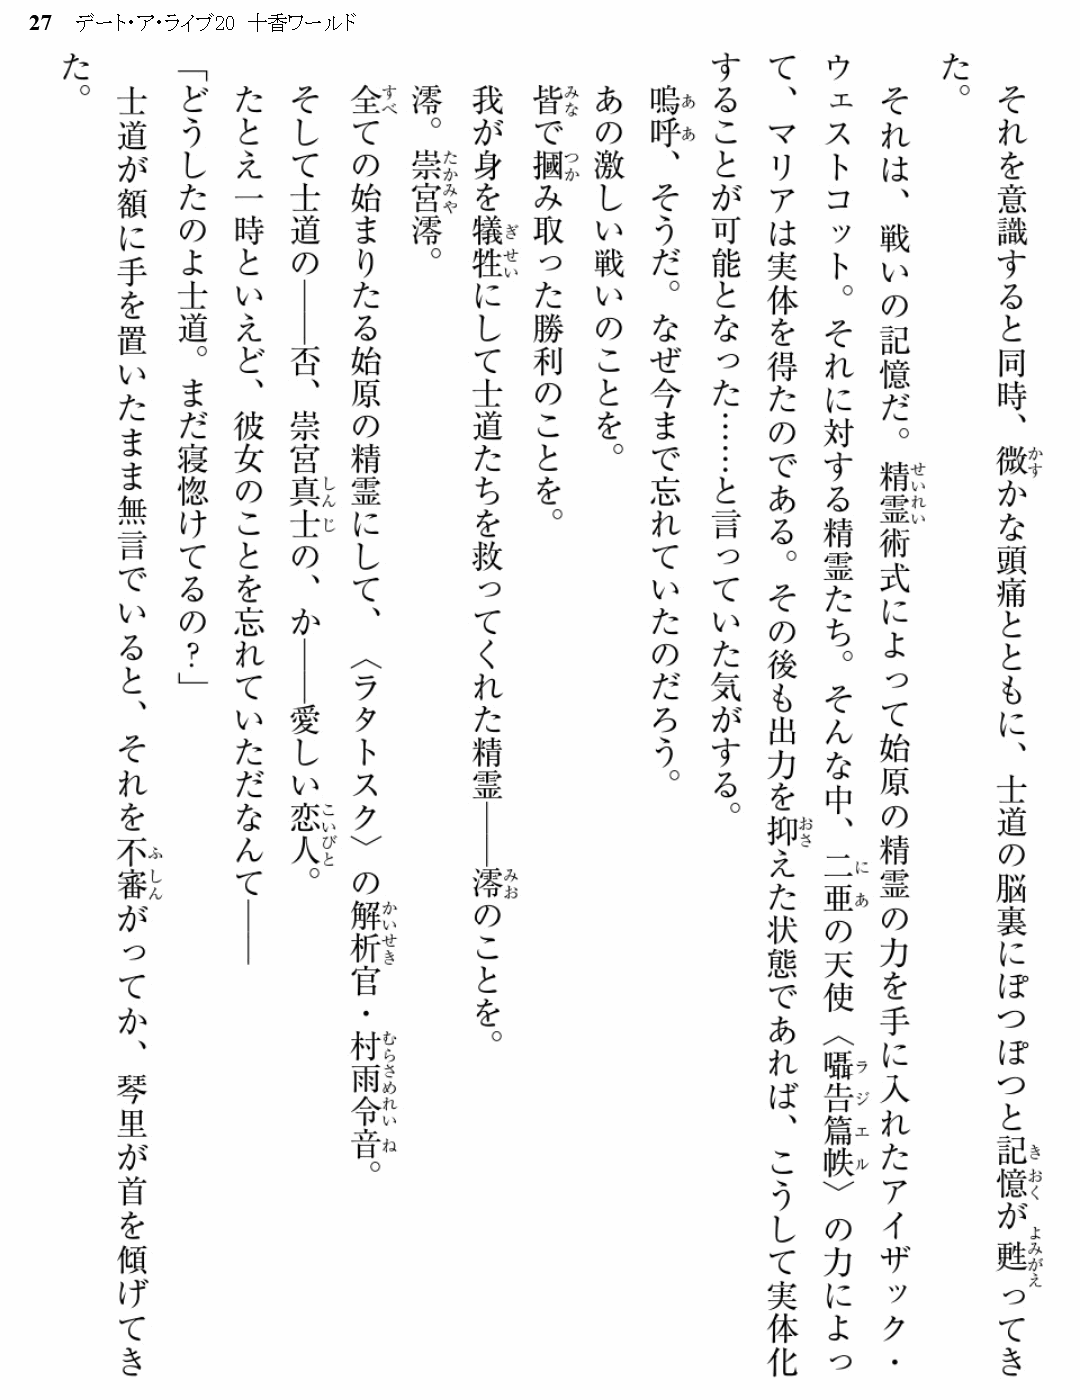 27 デート・ア・ライブ20 十香ワールド
それを意識すると同時、微かな頭痛とともに、士道の脳裏にぽつぽつと記憶が甦ってき
た。
それは、戦いの記憶だ。精霊術式によって始原の精霊の力を手に入れたアイザック・
ウェストコット。それに対する精霊たち。そんな中、二亜の天使〈囁告篇帙〉の力によっ
て、マリアは実体を得たのである。その後も出力を抑えた状態であれば、こうして実体化
することが可能となった……と言っていた気がする。
嗚呼、そうだ。なぜ今まで忘れていたのだろう。
あの激しい戦いのことを。
皆で摑み取った勝利のことを。
我が身を犠牲にして士道たちを救ってくれた精霊――澪のことを。
澪。崇宮澪。
全ての始まりたる始原の精霊にして、〈ラタトスク〉の解析官・村雨令音。
そして士道の――否、崇宮真士の、か――愛しい恋人。
たとえ一時といえど、彼女のことを忘れていただなんて――
「どうしたのよ士道。まだ寝惚けてるの?」
士道が額に手を置いたまま無言でいると、それを不審がってか、琴里が首を傾げてき
た。